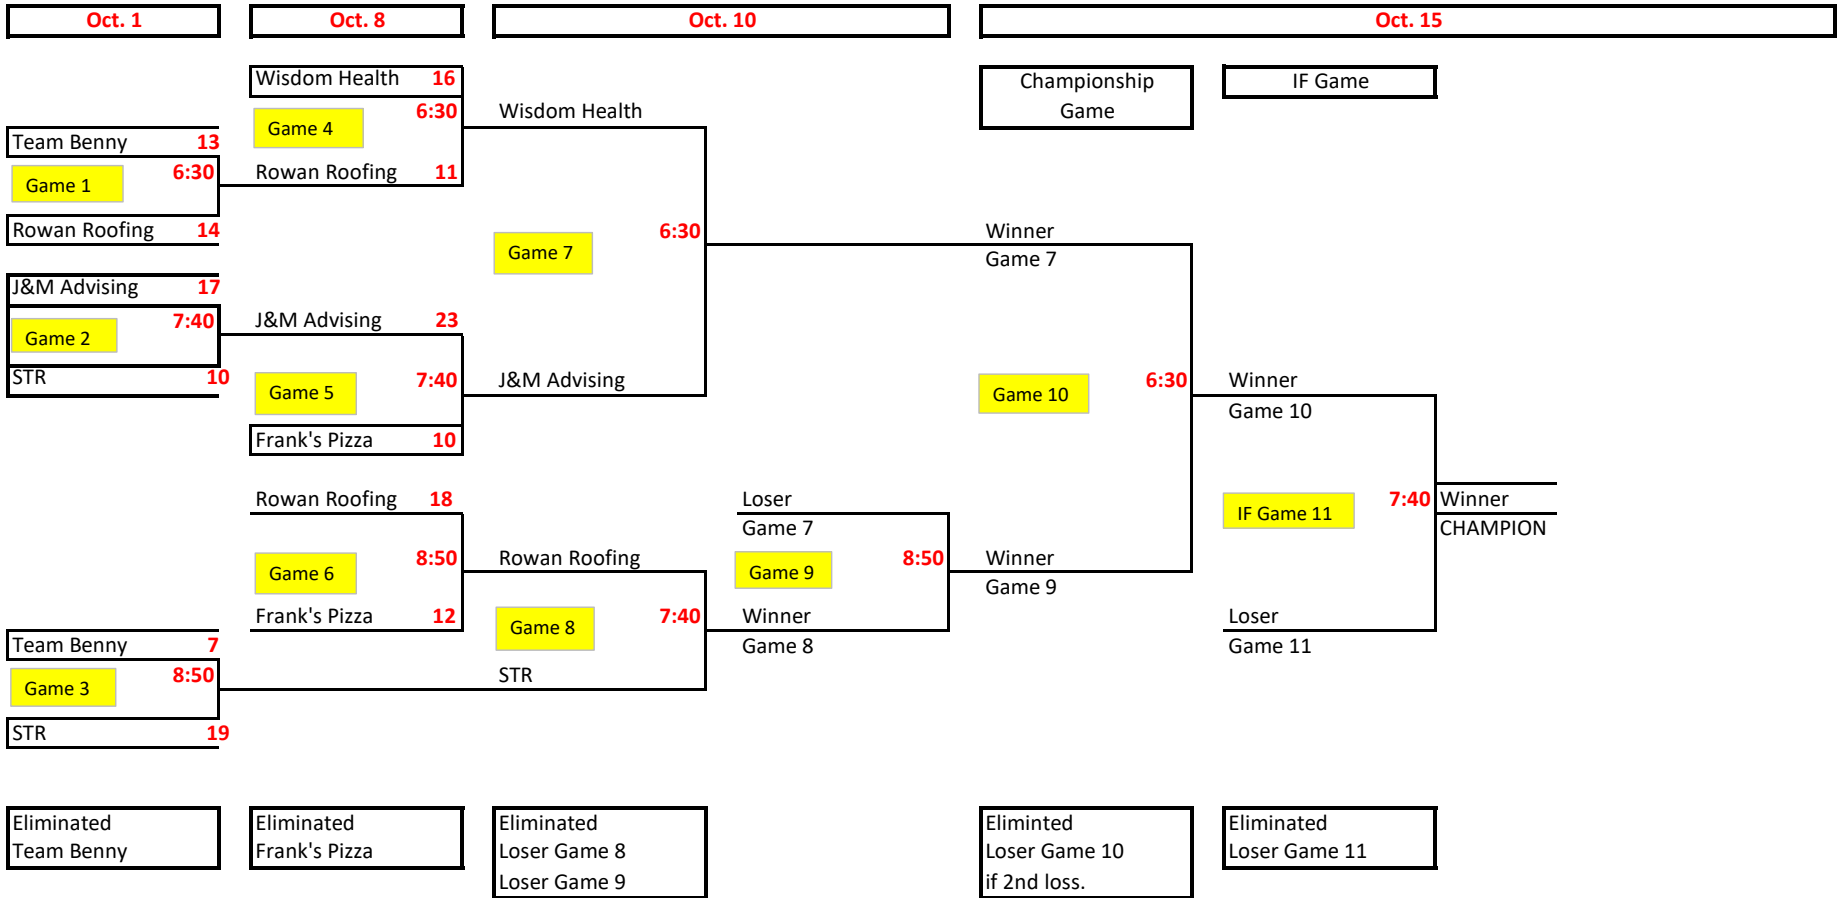 Oct. 1
Oct. 8
Oct. 10
Oct. 15
Wisdom Health 16
6:30
Game 4
Rowan Roofing 11
Championship
Game
IF Game
Team Benny 13
6:30
Game 1
Rowan Roofing 14
Wisdom Health
6:30
Game 7
Winner
Game 7
J&M Advising 17
7:40
Game 2
STR 10
J&M Advising 23
7:40
Game 5
Frank's Pizza 10
J&M Advising
6:30
Game 10
Winner
Game 10
Rowan Roofing 18
8:50
Game 6
Frank's Pizza 12
Loser
Game 7
8:50
Game 9
Winner
Game 8
Winner
Game 9
7:40
IF Game 11
Winner
CHAMPION
Loser
Game 11
Rowan Roofing
7:40
Game 8
STR
Team Benny 7
8:50
Game 3
STR 19
Eliminated
Team Benny
Eliminated
Frank's Pizza
Eliminated
Loser Game 8
Loser Game 9
Eliminted
Loser Game 10
if 2nd loss.
Eliminated
Loser Game 11